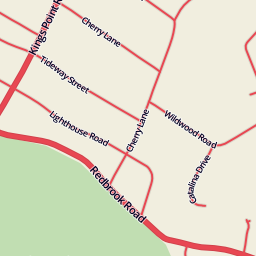 Kings Point R
Cherry Lane
Tideway Street
Lighthouse Road
Cherry Lane
Wildwood Road
Catalina Drive
Redbrook Road